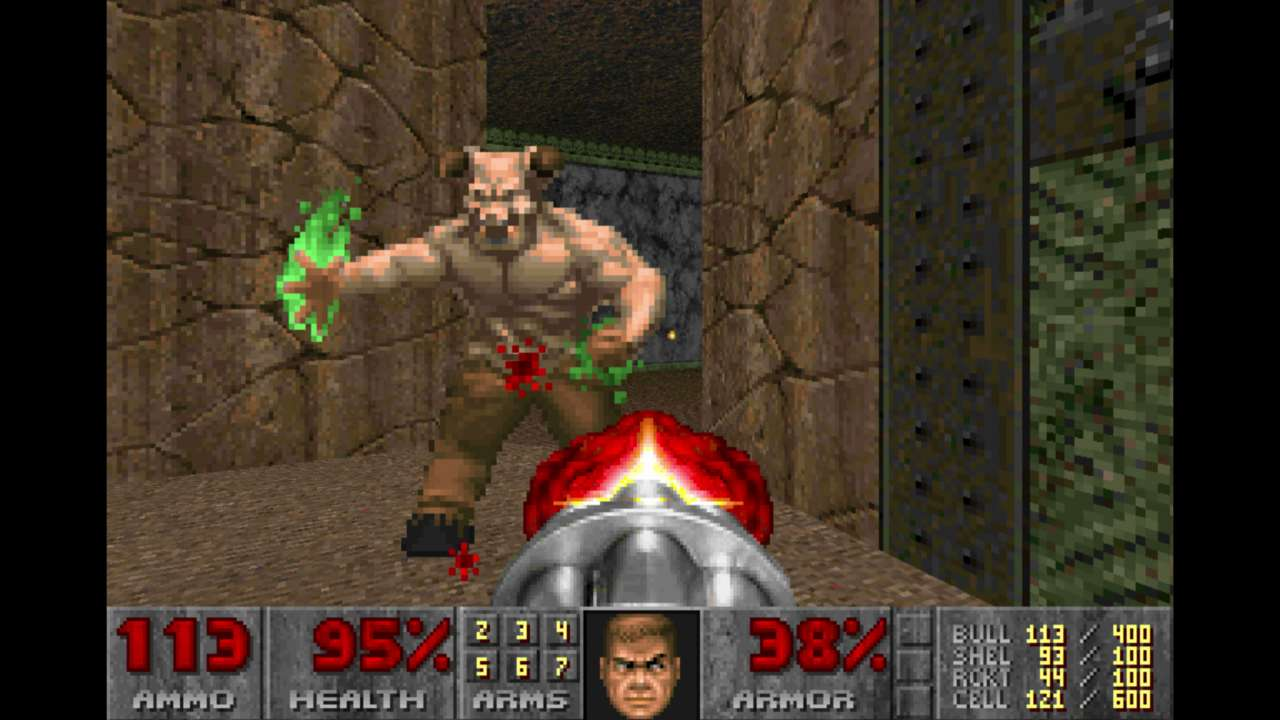 113 95% 2 3 4 38% BULL 113 / 400
5 6 7 SHEL 93 / 100
RCKT 44 / 100
AMMO HEALTH ARMS ARMOR CELL 121 / 600